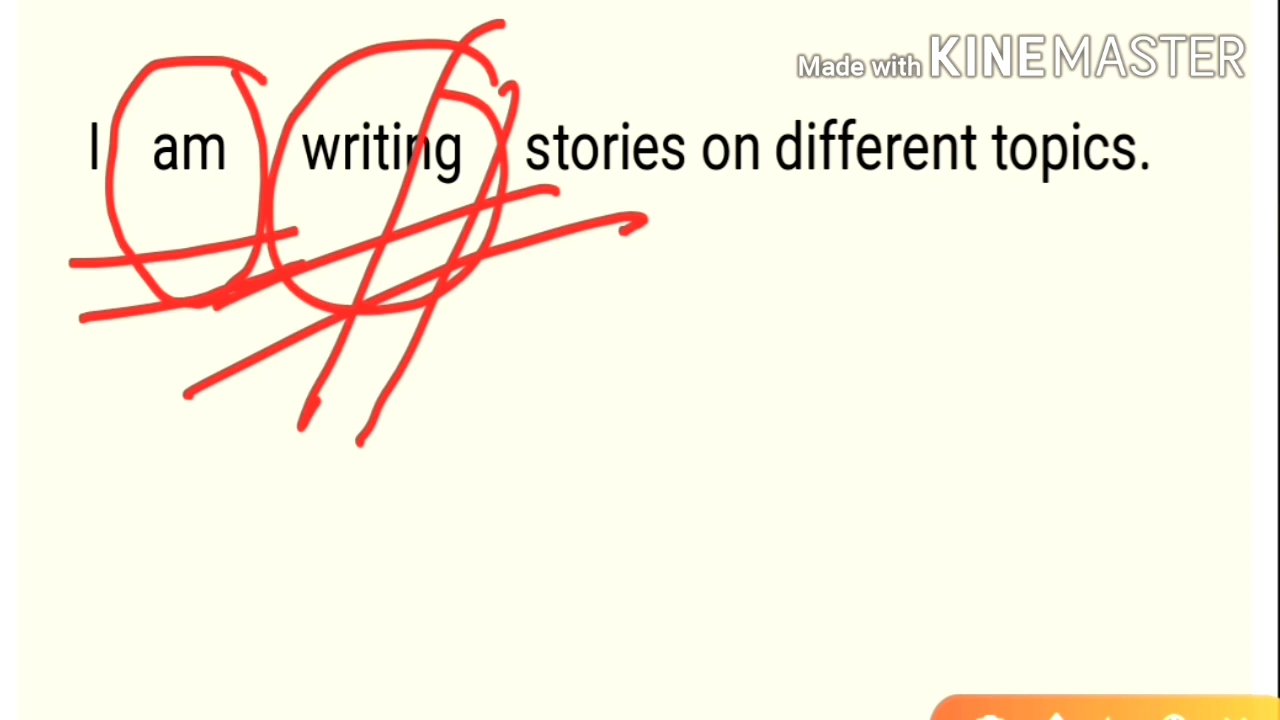 Made with KINEMASTER
I am writing stories on different topics.